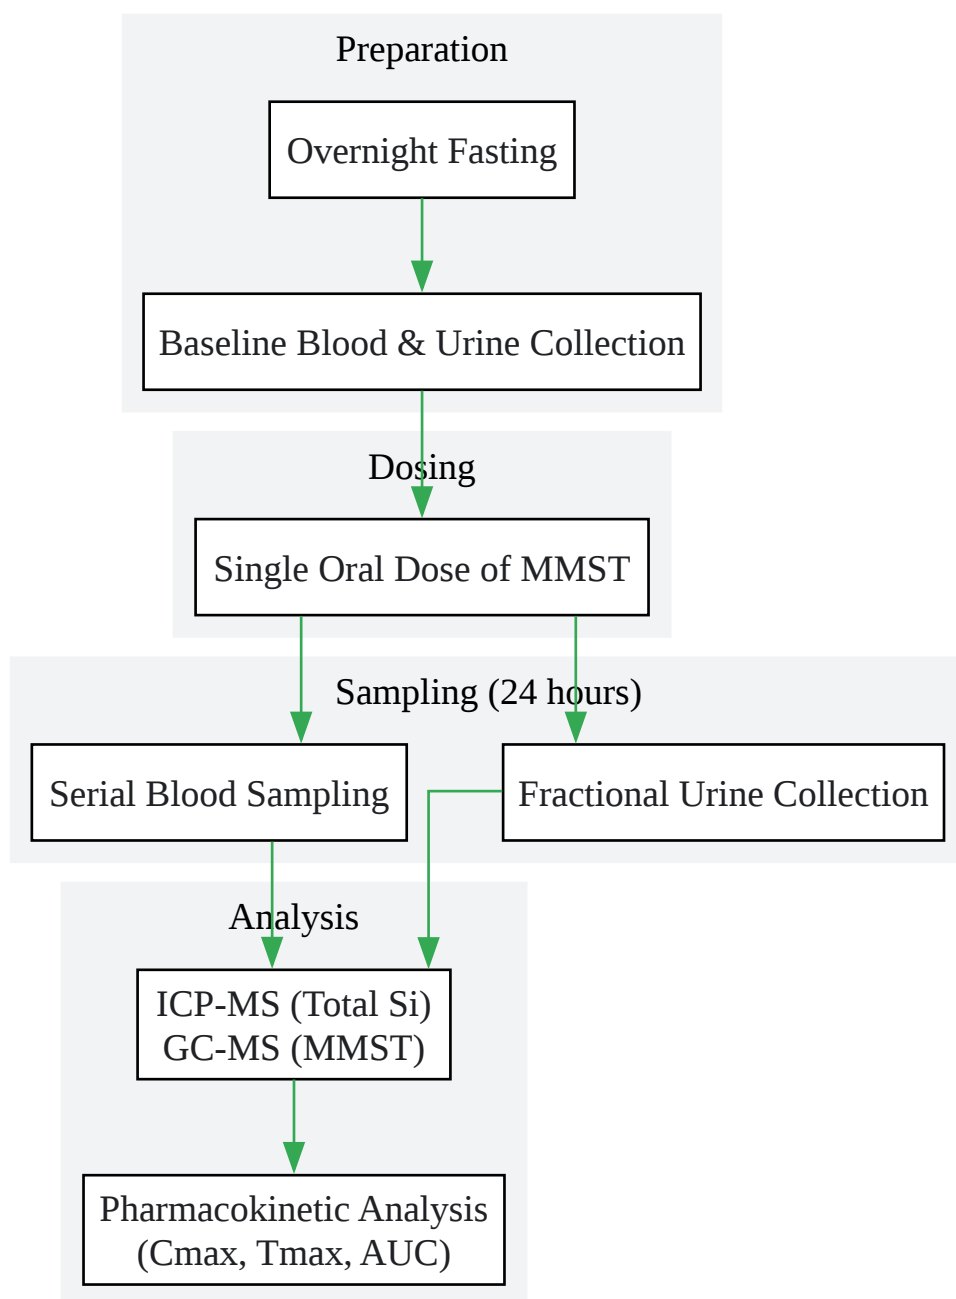 Preparation
Overnight Fasting
Baseline Blood & Urine Collection
Dosing
Single Oral Dose of MMST
Sampling (24 hours)
Serial Blood Sampling
Fractional Urine Collection
Analysis
ICP-MS (Total Si)
GC-MS (MMST)
Pharmacokinetic Analysis
(Cmax, Tmax, AUC)